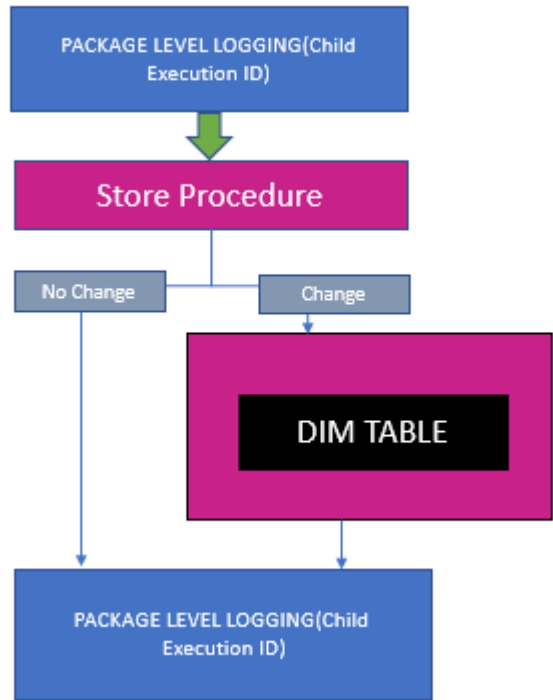 PACKAGE LEVEL LOGGING(Child
Execution ID)
Store Procedure
No Change
Change
DIM TABLE
PACKAGE LEVEL LOGGING(Child
Execution ID)